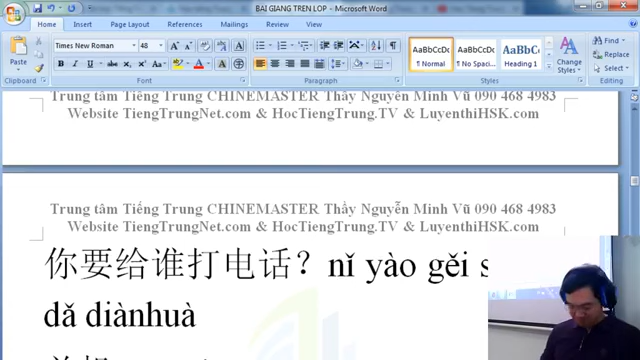 BAI GIANG TREN LOP - Microsoft Word
Home Insert Page Layout References Mailings Review View
Paste
Clipboard
Times New Roman 48
Font
Paragraph
AaBbCcDc AaBbCcDc AaBbC
¶ Normal ¶ No Spaci... Heading 1
Change Styles
Styles
Find
Replace
Select
Editing
Trung tâm Tiếng Trung CHINEMASTER Thầy Nguyễn Minh Vũ 090 468 4983
Website TiengTrungNet.com & HocTiengTrung.TV & LuyenthiHSK.com
Trung tâm Tiếng Trung CHINEMASTER Thầy Nguyễn Minh Vũ 090 468 4983
Website TiengTrungNet.com & HocTiengTrung.TV & LuyenthiHSK.com
你要给谁打电话？nǐ yào gěi
dǎ diànhuà